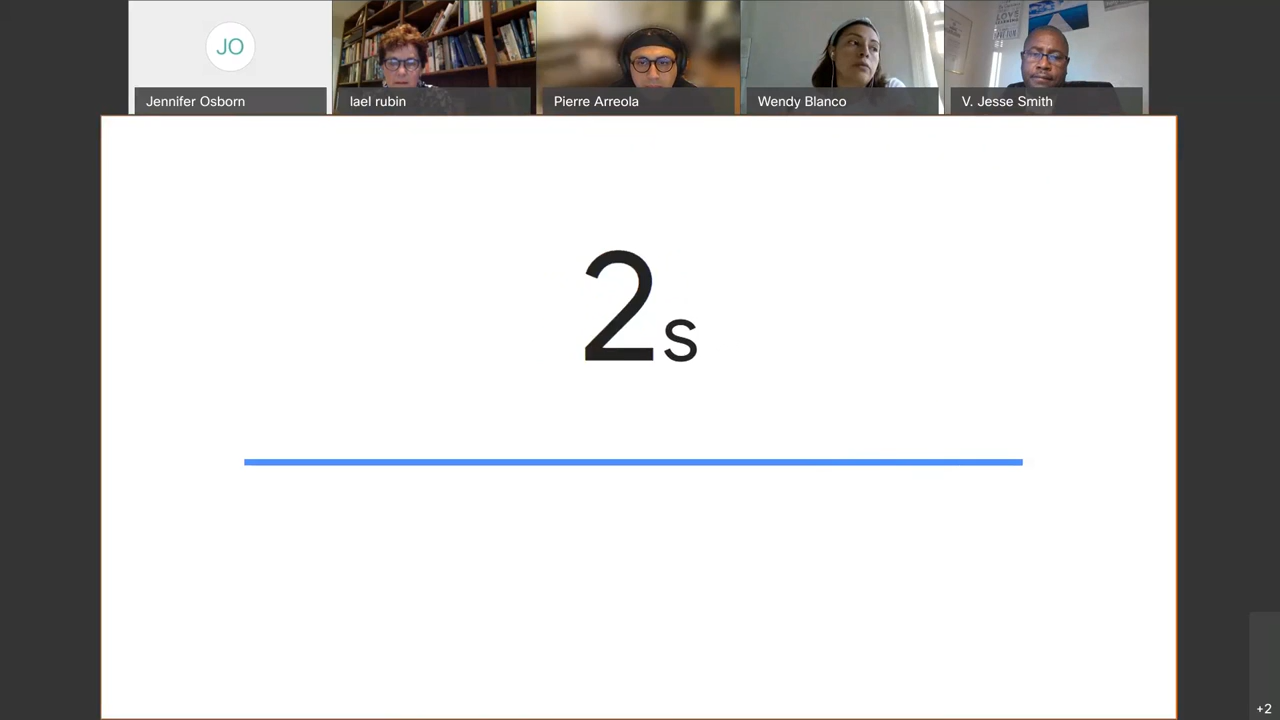 JO
Jennifer Osborn
lael rubin
Pierre Arreola
Wendy Blanco
V. Jesse Smith
2s
+2